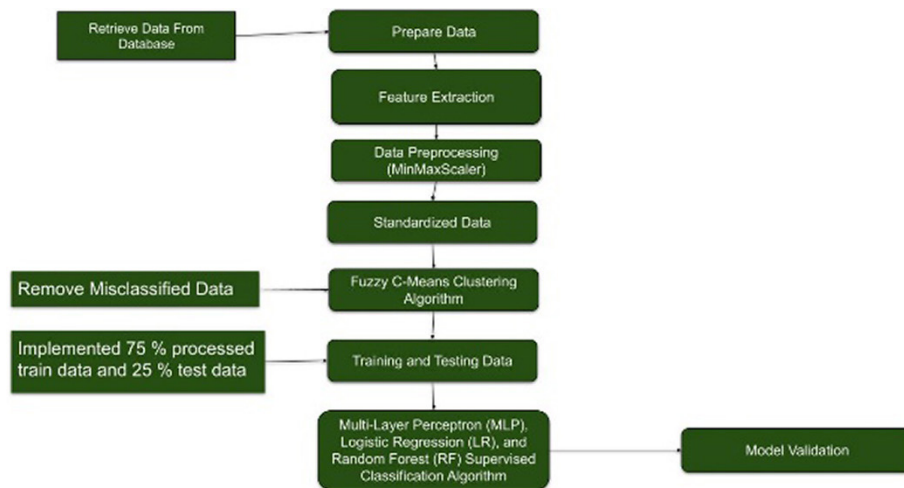 Retrieve Data From
Database
Prepare Data
Feature Extraction
Data Preprocessing
(MinMaxScaler)
Standardized Data
Remove Misclassified Data
Fuzzy C-Means Clustering
Algorithm
Implemented 75 % processed
train data and 25 % test data
Training and Testing Data
Multi-Layer Perceptron (MLP),
Logistic Regression (LR), and
Random Forest (RF) Supervised
Classification Algorithm
Model Validation